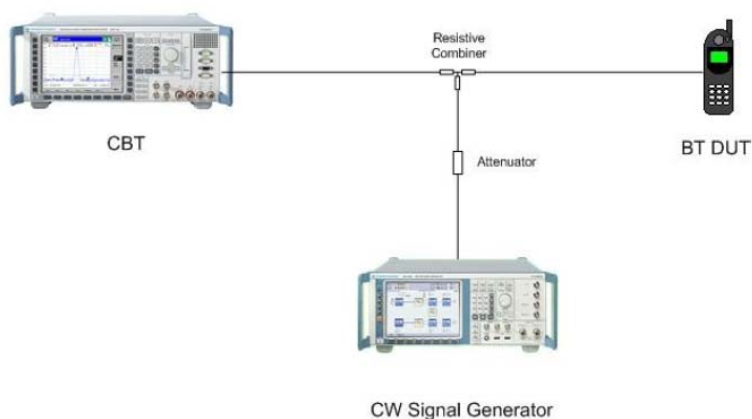 Resistive
Combiner
CBT
BT DUT
Attenuator
CW Signal Generator